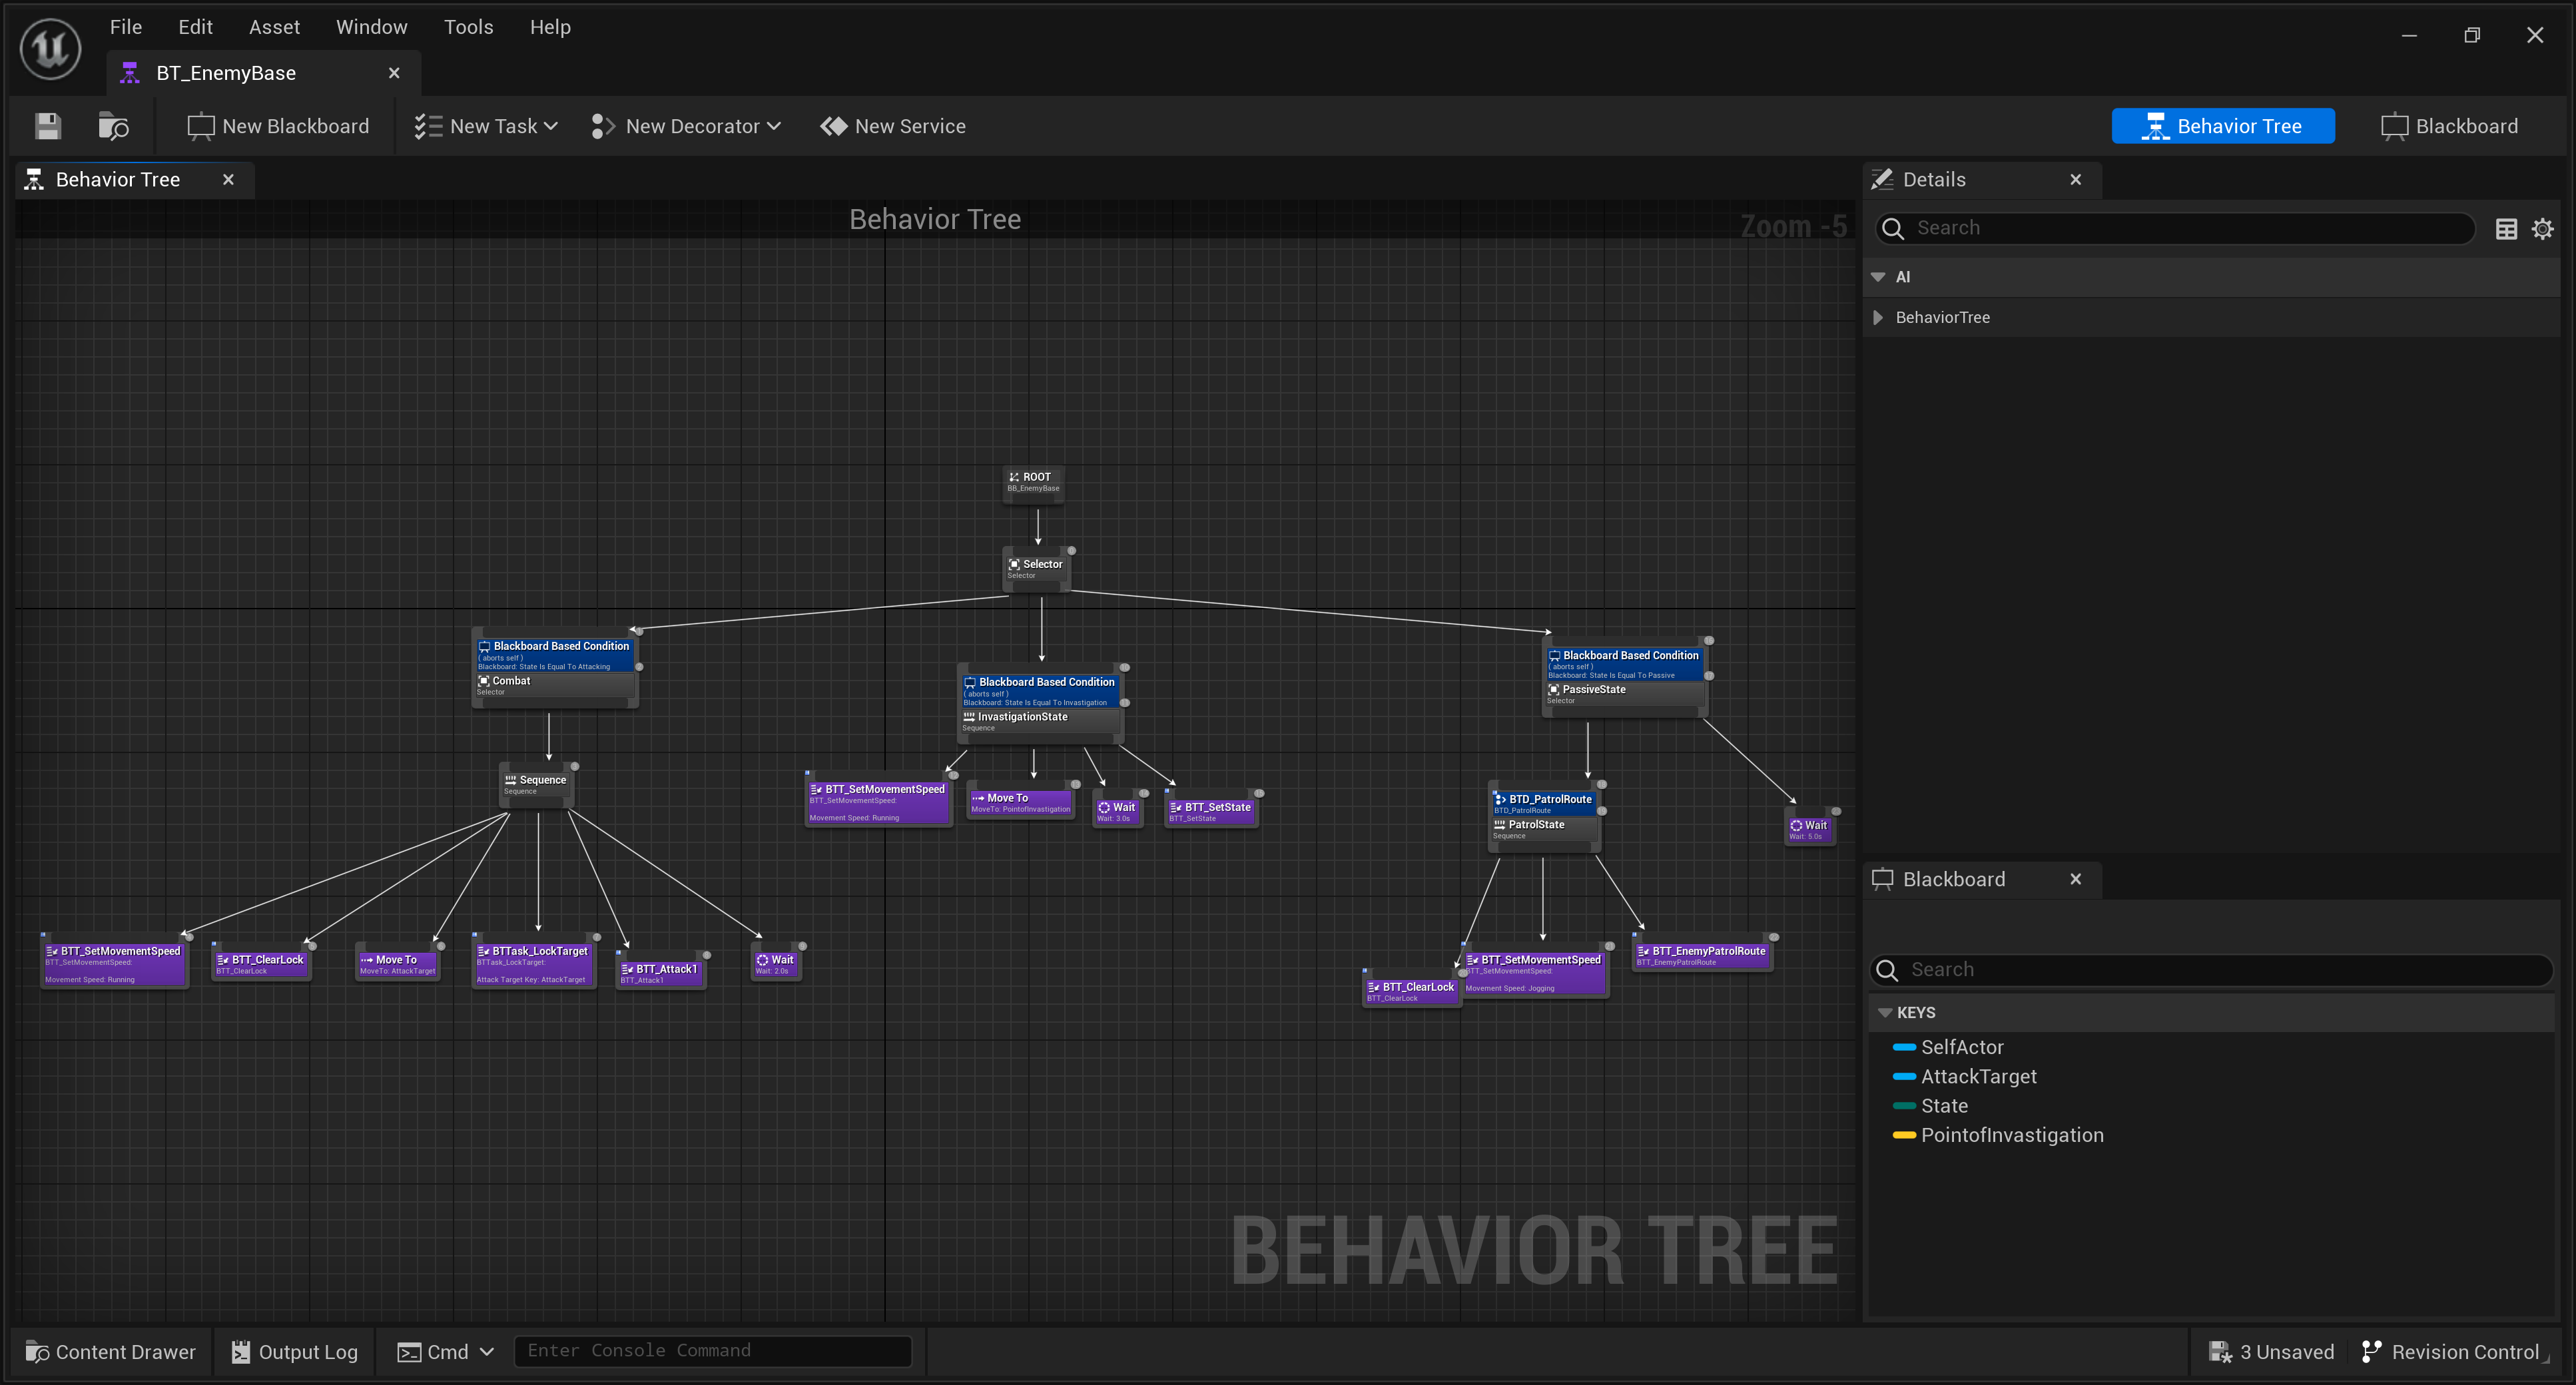 File Edit Asset Window Tools Help
BT_EnemyBase
New Blackboard New Task New Decorator New Service Behavior Tree Blackboard
Behavior Tree
Details
Behavior Tree
Zoom -5
Search
AI
BehaviorTree
ROOT
BB_EnemyBase
Selector
Selector
Blackboard Based Condition
( aborts self )
Blackboard: State Is Equal To Attacking
Combat
Selector
Blackboard Based Condition
( aborts self )
Blackboard: State Is Equal To Invastigation
InvastigationState
Sequence
Blackboard Based Condition
( aborts self )
Blackboard: State Is Equal To Passive
PassiveState
Selector
Sequence
Sequence
BTT_SetMovementSpeed
BTT_SetMovementSpeed:
Movement Speed: Running
Move To
MoveTo: PointofInvastigation
Wait
Wait: 3.0s
BTT_SetState
BTT_SetState
BTD_PatrolRoute
BTD_PatrolRoute
PatrolState
Sequence
Wait
Wait: 5.0s
BTT_SetMovementSpeed
BTT_SetMovementSpeed:
Movement Speed: Running
BTT_ClearLock
BTT_ClearLock
Move To
MoveTo: AttackTarget
BTTask_LockTarget
BTTask_LockTarget:
Attack Target Key: AttackTarget
BTT_Attack1
BTT_Attack1
Wait
Wait: 2.0s
BTT_ClearLock
BTT_ClearLock
BTT_SetMovementSpeed
BTT_SetMovementSpeed:
Movement Speed: Jogging
BTT_EnemyPatrolRoute
BTT_EnemyPatrolRoute
Blackboard
Search
KEYS
SelfActor
AttackTarget
State
PointofInvastigation
BEHAVIOR TREE
Content Drawer Output Log Cmd Enter Console Command 3 Unsaved Revision Control